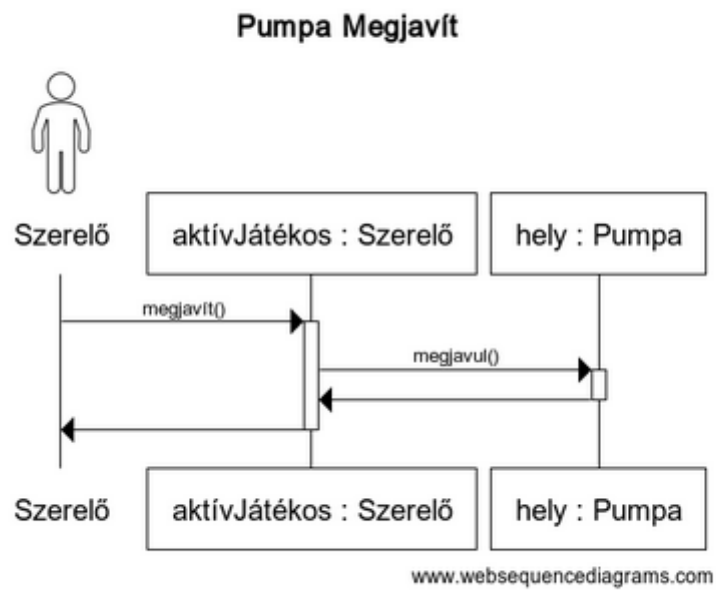 Pumpa Megjavít
Szerelő
aktívJátékos : Szerelő
hely : Pumpa
megjavít()
megjavul()
Szerelő
aktívJátékos : Szerelő
hely : Pumpa
www.websequencediagrams.com